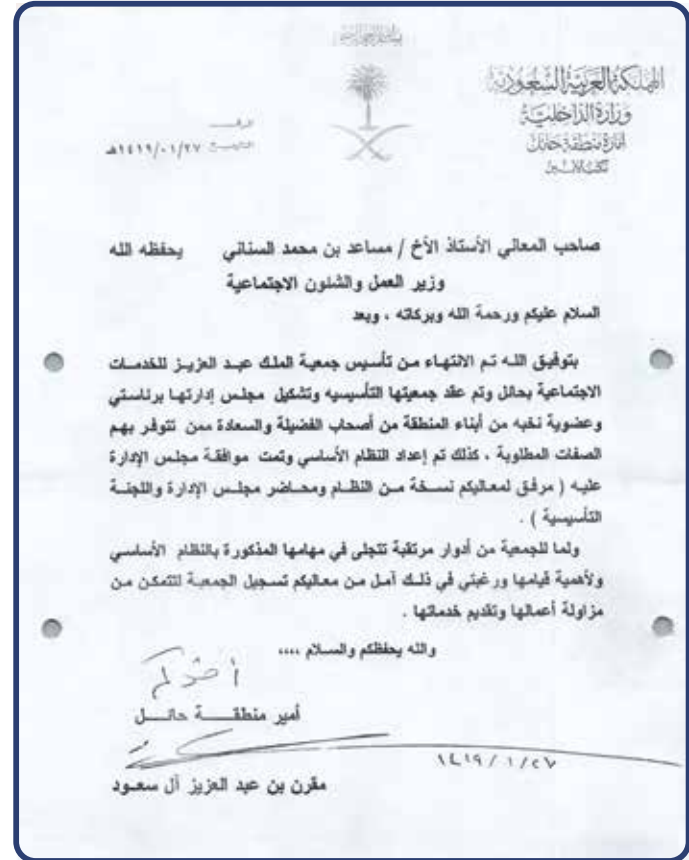 المملكة العربية السعودية
وزارة الداخلية
امارة منطقة حائل
مكتب الأمير
الرقم
التاريخ ١٤١٩/٠١/٢٧هـ
صاحب المعالي الأستاذ الأخ / مساعد بن محمد السناني يحفظه الله
وزير العمل والشئون الاجتماعية
السلام عليكم ورحمة الله وبركاته ، وبعد
بتوفيق الله تم الانتهاء من تأسيس جمعية الملك عبد العزيز للخدمات
الاجتماعية بحائل وتم عقد جمعيتها التأسيسيه وتشكيل مجلس إدارتها برئاستي
وعضوية نخبه من أبناء المنطقة من أصحاب الفضيلة والسعادة ممن تتوفر بهم
الصفات المطلوبة ، كذلك تم إعداد النظام الأساسي وتمت موافقة مجلس الإدارة
عليه ( مرفق لمعاليكم نسخة من النظام ومحاضر مجلس الإدارة واللجنة
التأسيسية ) .
ولما للجمعية من أدوار مرتقبة تتجلى في مهامها المذكورة بالنظام الأساسي
ولأهمية قيامها ورغبتي في ذلك آمل من معاليكم تسجيل الجمعية لتتمكن من
مزاولة أعمالها وتقديم خدماتها .
والله يحفظكم والسلام ،،،،
أخوكم
أمير منطقة حائل
١٤١٩/١/٢٧
مقرن بن عبد العزيز آل سعود